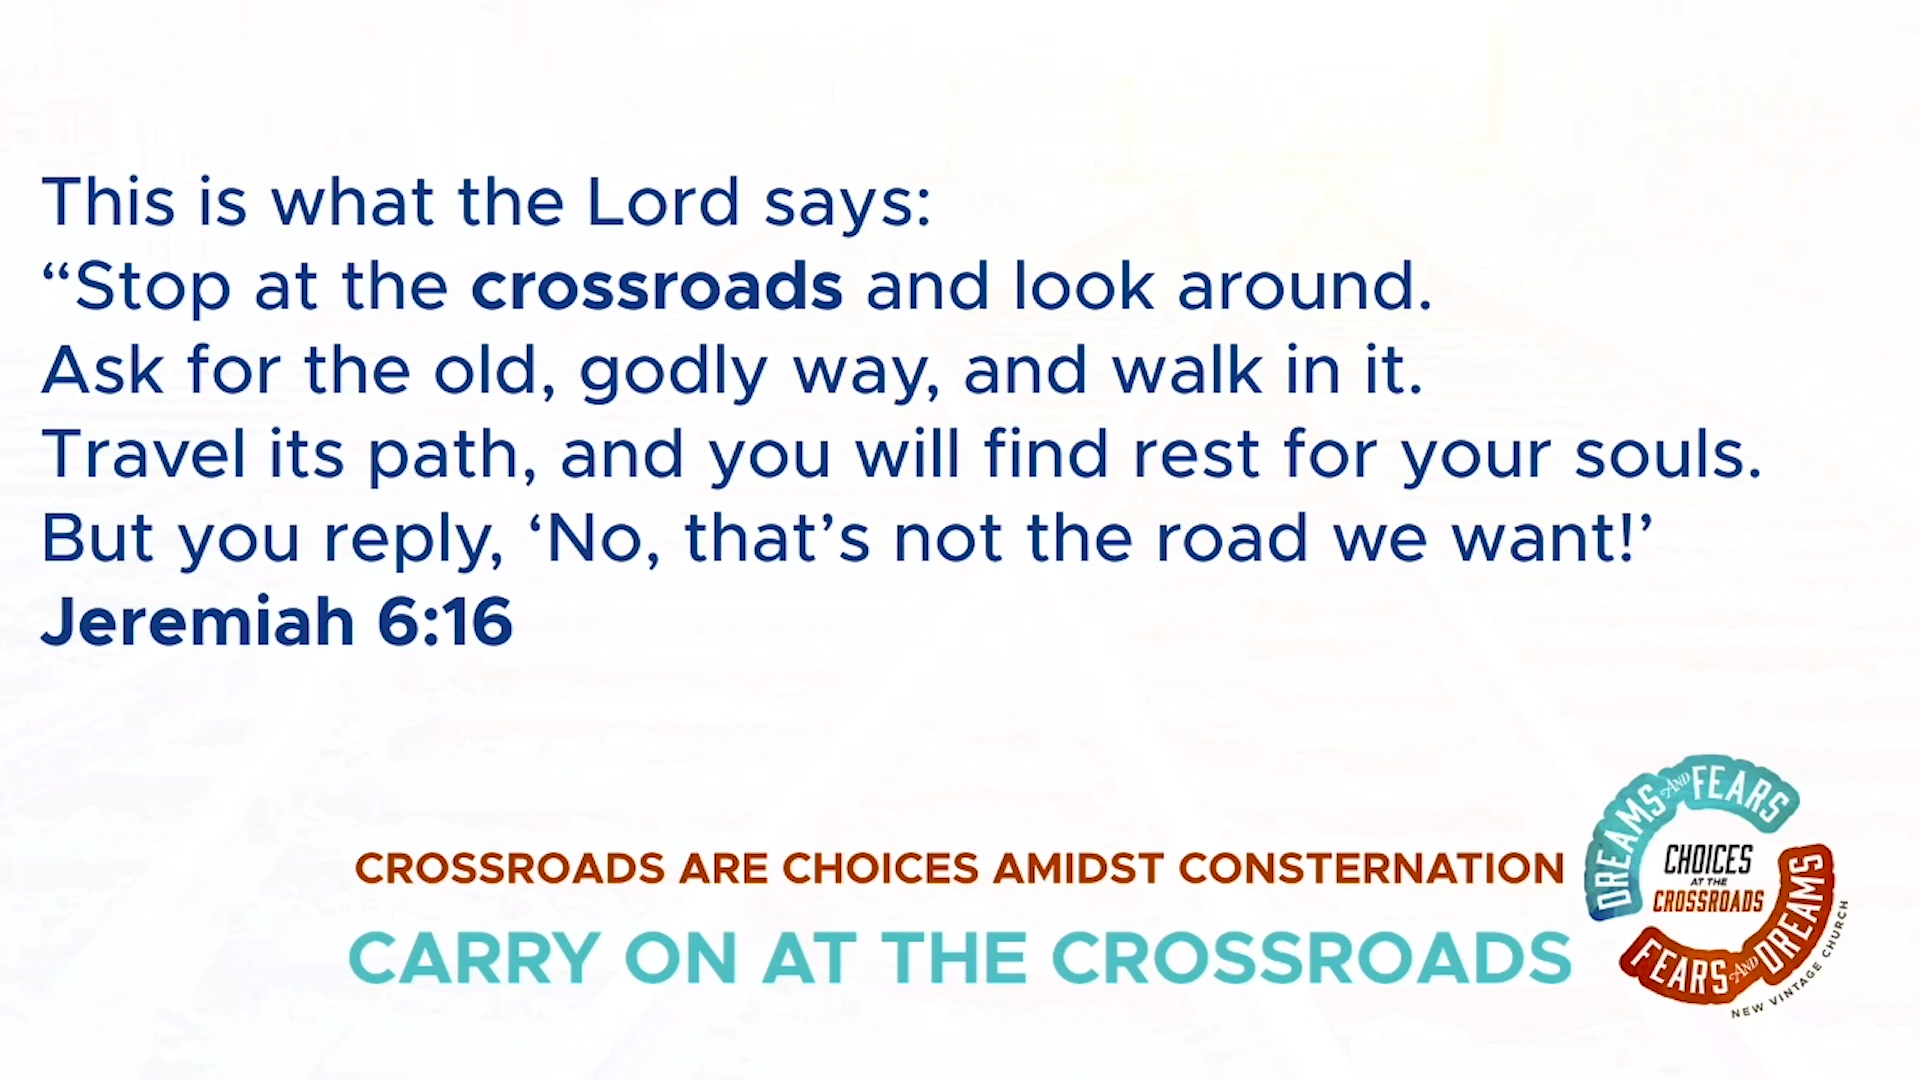 This is what the Lord says:
“Stop at the crossroads and look around.
Ask for the old, godly way, and walk in it.
Travel its path, and you will find rest for your souls.
But you reply, ‘No, that’s not the road we want!’
Jeremiah 6:16
CROSSROADS ARE CHOICES AMIDST CONSTERNATION
CARRY ON AT THE CROSSROADS
DREAMS AND FEARS
CHOICES
AT THE
CROSSROADS
FEARS AND DREAMS
NEW VINTAGE CHURCH